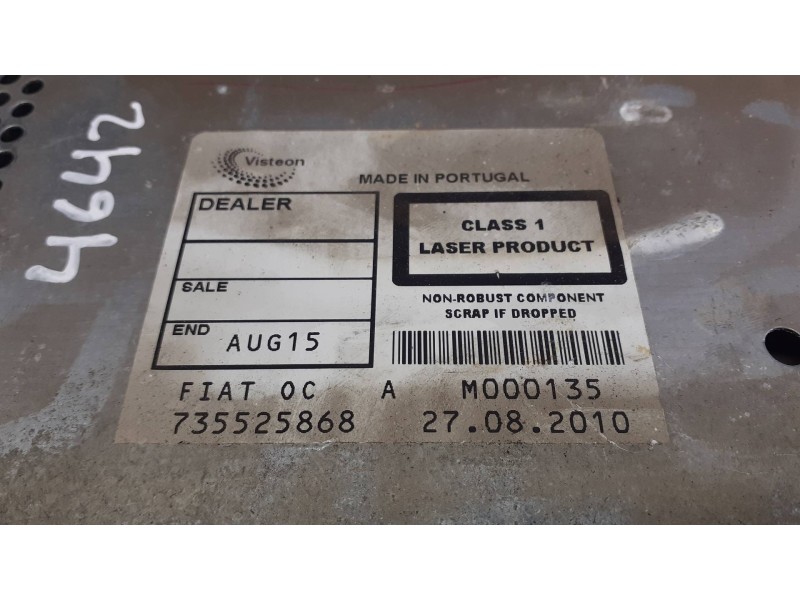 4642
Visteon
MADE IN PORTUGAL
DEALER
CLASS 1
LASER PRODUCT
SALE
NON-ROBUST COMPONENT
SCRAP IF DROPPED
END AUG15
FIAT OC A M000135
735525868 27.08.2010